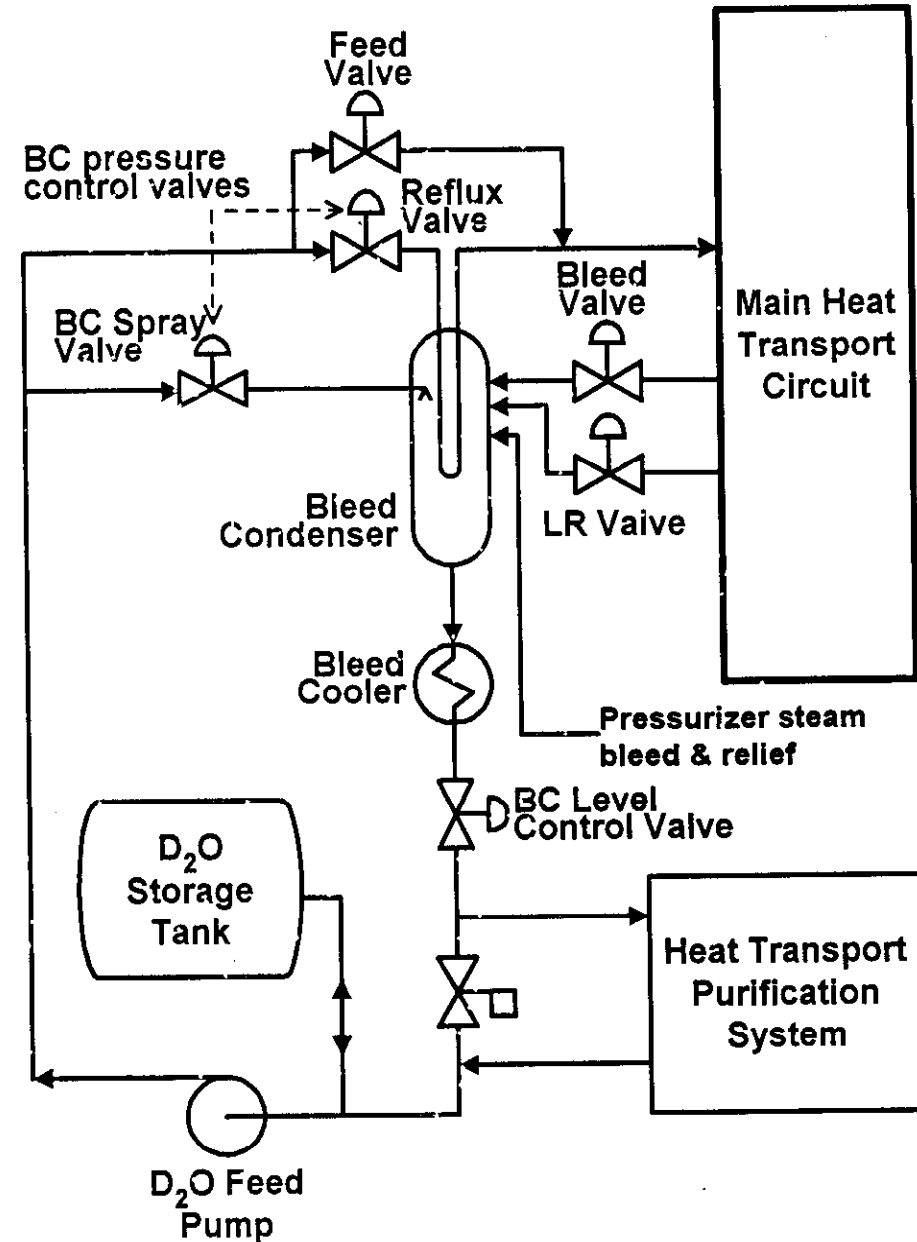 Feed
Valve
BC pressure
control valves
Reflux
Valve
BC Spray
Valve
Bleed
Valve
Main Heat
Transport
Circuit
Bleed
Condenser
LR Valve
Bleed
Cooler
Pressurizer steam
bleed & relief
BC Level
Control Valve
D₂O
Storage
Tank
Heat Transport
Purification
System
D₂O Feed
Pump